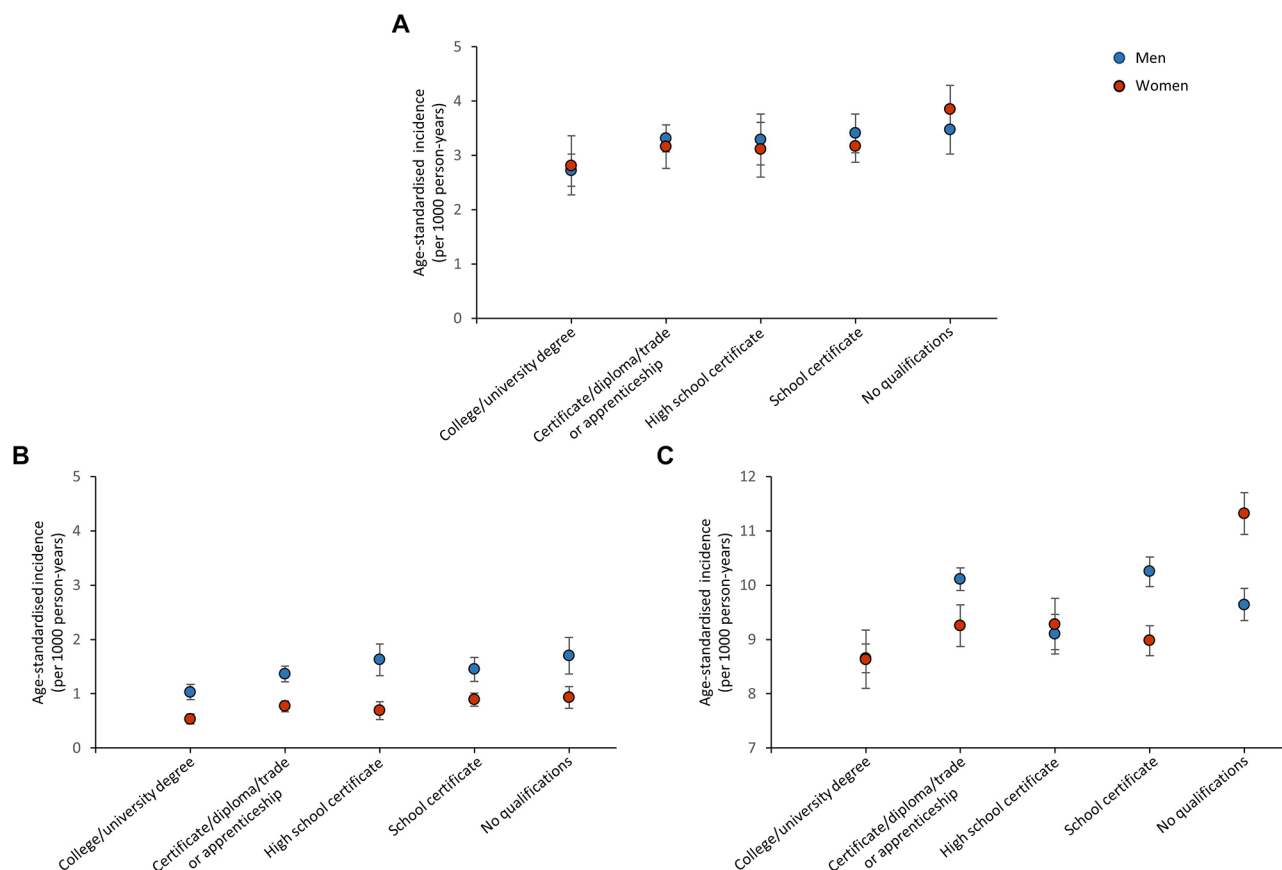 A
Men
Women
Age-standardised incidence
(per 1000 person-years)
5
4
3
2
1
0
College/university degree
Certificate/diploma/trade
or apprenticeship
High school certificate
School certificate
No qualifications
B
Age-standardised incidence
(per 1000 person-years)
5
4
3
2
1
0
College/university degree
Certificate/diploma/trade
or apprenticeship
High school certificate
School certificate
No qualifications
C
Age-standardised incidence
(per 1000 person-years)
12
11
10
9
8
7
College/university degree
Certificate/diploma/trade
or apprenticeship
High school certificate
School certificate
No qualifications